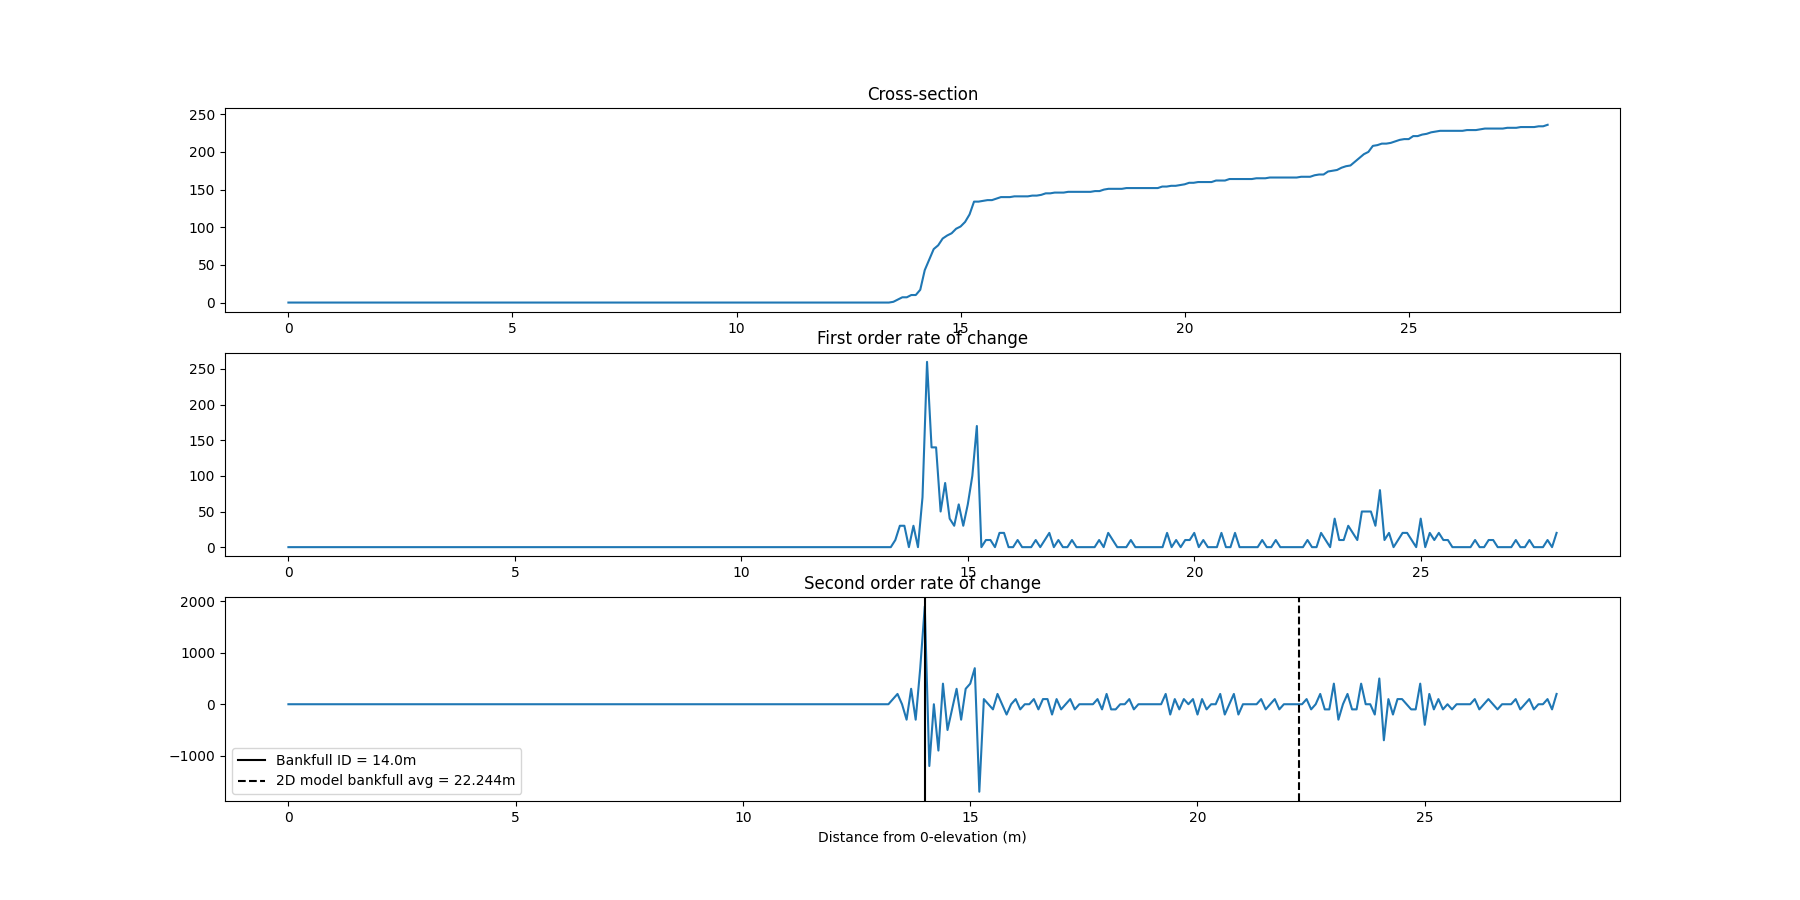 Cross-section
250
200
150
100
50
0
0 5 10 15 20 25
First order rate of change
250
200
150
100
50
0
0 5 10 15 20 25
Second order rate of change
2000
1000
0
−1000
Bankfull ID = 14.0m
2D model bankfull avg = 22.244m
0 5 10 15 20 25
Distance from 0-elevation (m)